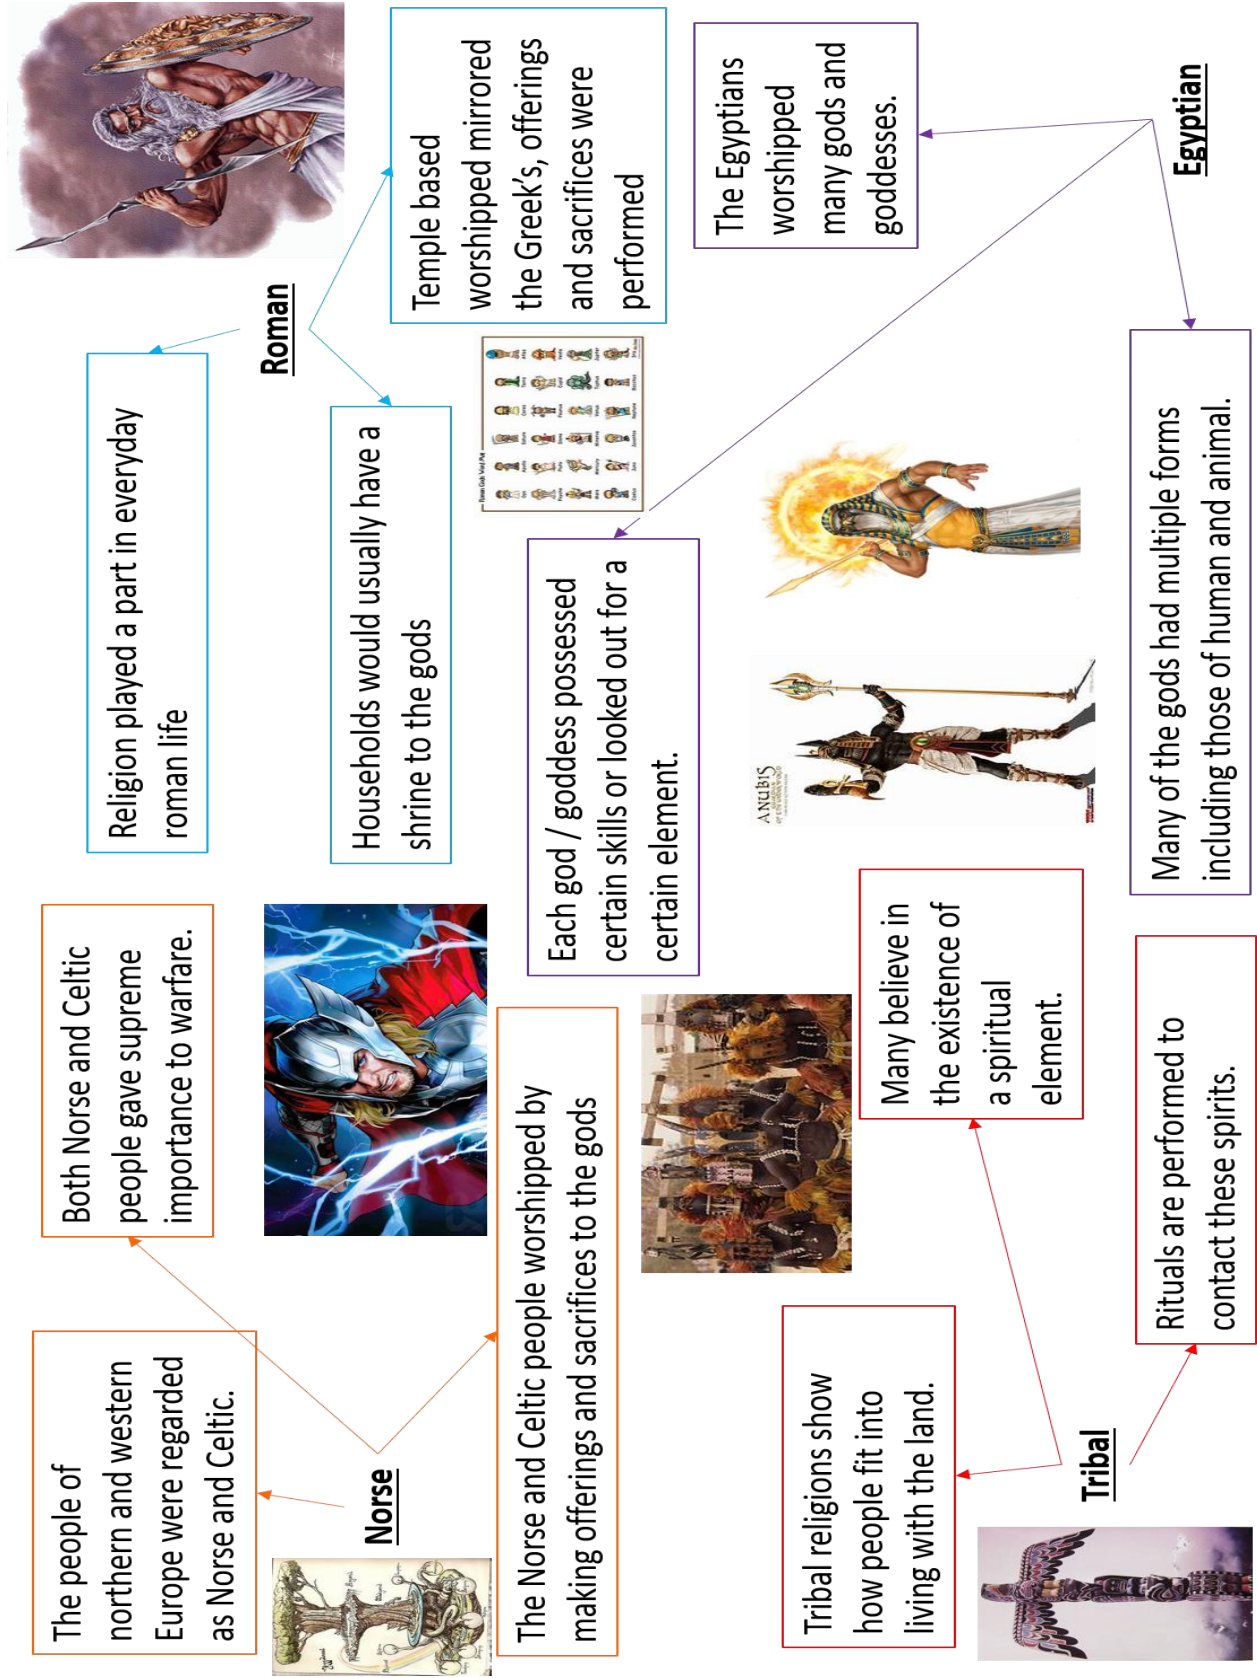 The people of
northern and western
Europe were regarded
as Norse and Celtic.
Both Norse and Celtic
people gave supreme
importance to warfare.
Norse
The Norse and Celtic people worshipped by
making offerings and sacrifices to the gods
Religion played a part in everyday
roman life
Roman
Households would usually have a
shrine to the gods
Temple based
worshipped mirrored
the Greek's, offerings
and sacrifices were
performed
Each god / goddess possessed
certain skills or looked out for a
certain element.
The Egyptians
worshipped
many gods and
goddesses.
ANUBIS
Egyptian
Many of the gods had multiple forms
including those of human and animal.
Tribal religions show
how people fit into
living with the land.
Many believe in
the existence of
a spiritual
element.
Tribal
Rituals are performed to
contact these spirits.